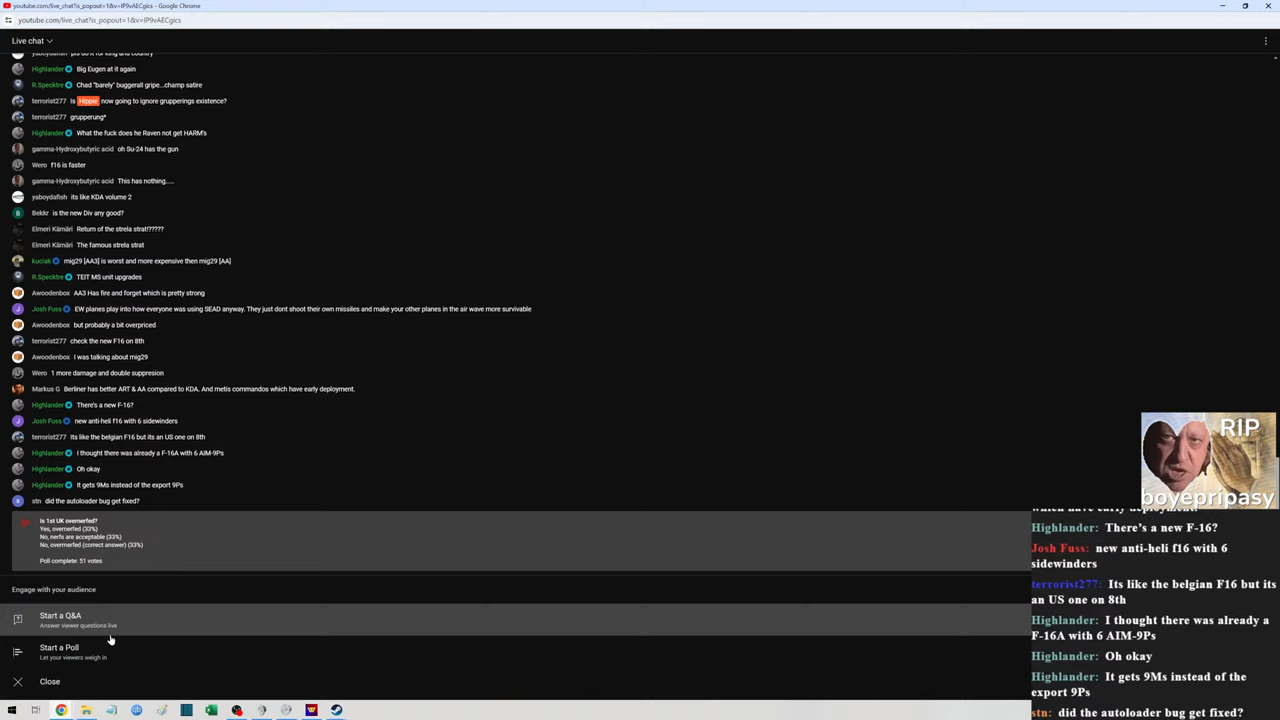 youtube.com/live_chat?is_popout=1&v=IP9vAECgics - Google Chrome
youtube.com/live_chat?is_popout=1&v=IP9vAECgics
Live chat
yaboydafish pls do it for king and country
Highlander Big Eugen at it again
R.Specktre Chad "barely" buggerall gripe...champ satire
terrorist277 Is Hippie now going to ignore grupperings existence?
terrorist277 grupperung*
Highlander What the fuck does he Raven not get HARM's
gamma-Hydroxybutyric acid oh Su-24 has the gun
Wero f16 is faster
gamma-Hydroxybutyric acid This has nothing.....
yaboydafish its like KDA volume 2
B Bekkr is the new Div any good?
Elmeri Kämäri Return of the strela strat!?????
Elmeri Kämäri The famous strela strat
kuciak mig29 [AA3] is worst and more expensive then mig29 [AA]
R.Specktre TEIT MS unit upgrades
Awoodenbox AA3 Has fire and forget which is pretty strong
J Josh Fuss EW planes play into how everyone was using SEAD anyway. They just dont shoot their own missiles and make your other planes in the air wave more survivable
Awoodenbox but probably a bit overpriced
terrorist277 check the new F16 on 8th
Awoodenbox I was talking about mig29
Wero 1 more damage and double suppresion
Markus G Berliner has better ART & AA compared to KDA. And metis commandos which have early deployment.
Highlander There's a new F-16?
J Josh Fuss new anti-heli f16 with 6 sidewinders
terrorist277 Its like the belgian F16 but its an US one on 8th
Highlander I thought there was already a F-16A with 6 AIM-9Ps
Highlander Oh okay
Highlander It gets 9Ms instead of the export 9Ps
S stn did the autoloader bug get fixed?
Is 1st UK overnerfed?
Yes, overnerfed (33%)
No, nerfs are acceptable (33%)
No, overnerfed (correct answer) (33%)
Poll complete: 51 votes
Engage with your audience
Start a Q&A
Answer viewer questions live
Start a Poll
Let your viewers weigh in
Close
RIP
boyepripasy
which have early deployment.
Highlander: There's a new F-16?
Josh Fuss: new anti-heli f16 with 6
sidewinders
terrorist277: Its like the belgian F16 but its
an US one on 8th
Highlander: I thought there was already a
F-16A with 6 AIM-9Ps
Highlander: Oh okay
Highlander: It gets 9Ms instead of the
export 9Ps
stn: did the autoloader bug get fixed?